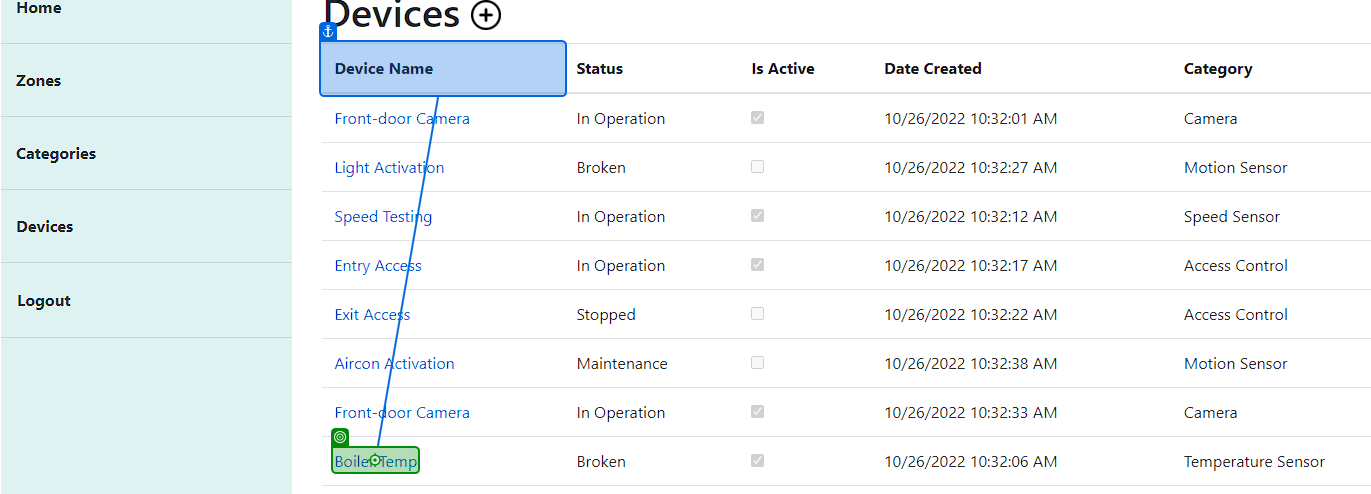 Home
Zones
Categories
Devices
Logout
Devices
Device Name Status Is Active Date Created Category
Front-door Camera In Operation 10/26/2022 10:32:01 AM Camera
Light Activation Broken 10/26/2022 10:32:27 AM Motion Sensor
Speed Testing In Operation 10/26/2022 10:32:12 AM Speed Sensor
Entry Access In Operation 10/26/2022 10:32:17 AM Access Control
Exit Access Stopped 10/26/2022 10:32:22 AM Access Control
Aircon Activation Maintenance 10/26/2022 10:32:38 AM Motion Sensor
Front-door Camera In Operation 10/26/2022 10:32:33 AM Camera
Boiler Temp Broken 10/26/2022 10:32:06 AM Temperature Sensor